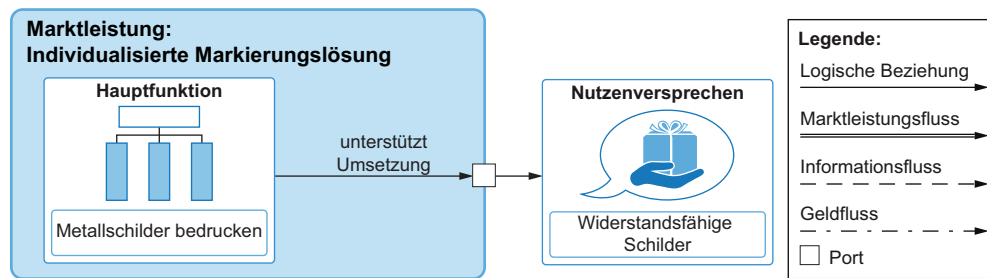 Marktleistung:
Individualisierte Markierungslösung
Hauptfunktion
Metallschilder bedrucken
unterstützt
Umsetzung
Nutzenversprechen
Widerstandsfähige
Schilder
Legende:
Logische Beziehung
Marktleistungsfluss
Informationsfluss
Geldfluss
Port